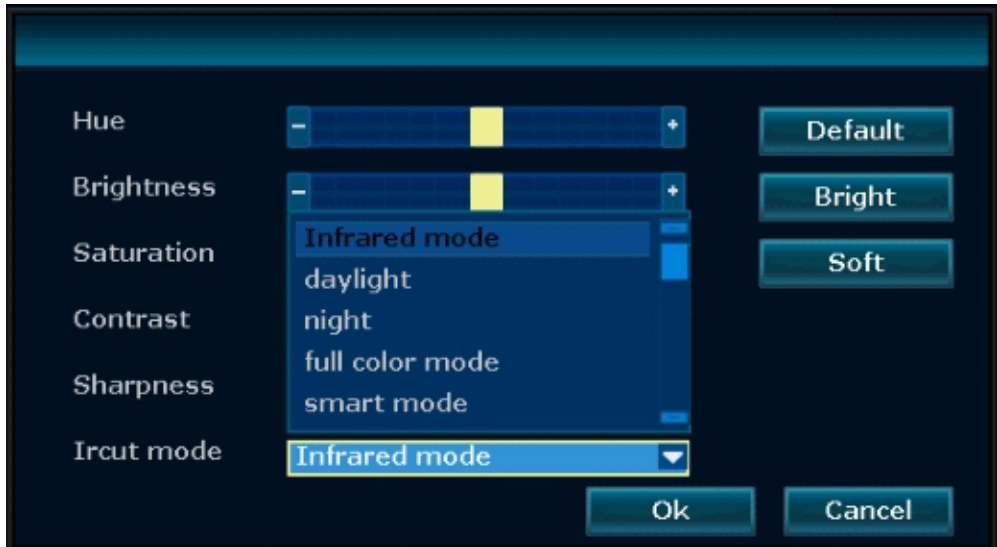 Hue
- +
Default
Brightness
- +
Bright
Saturation
Infrared mode
Soft
daylight
Contrast
night
full color mode
Sharpness
smart mode
Ircut mode
Infrared mode
Ok
Cancel